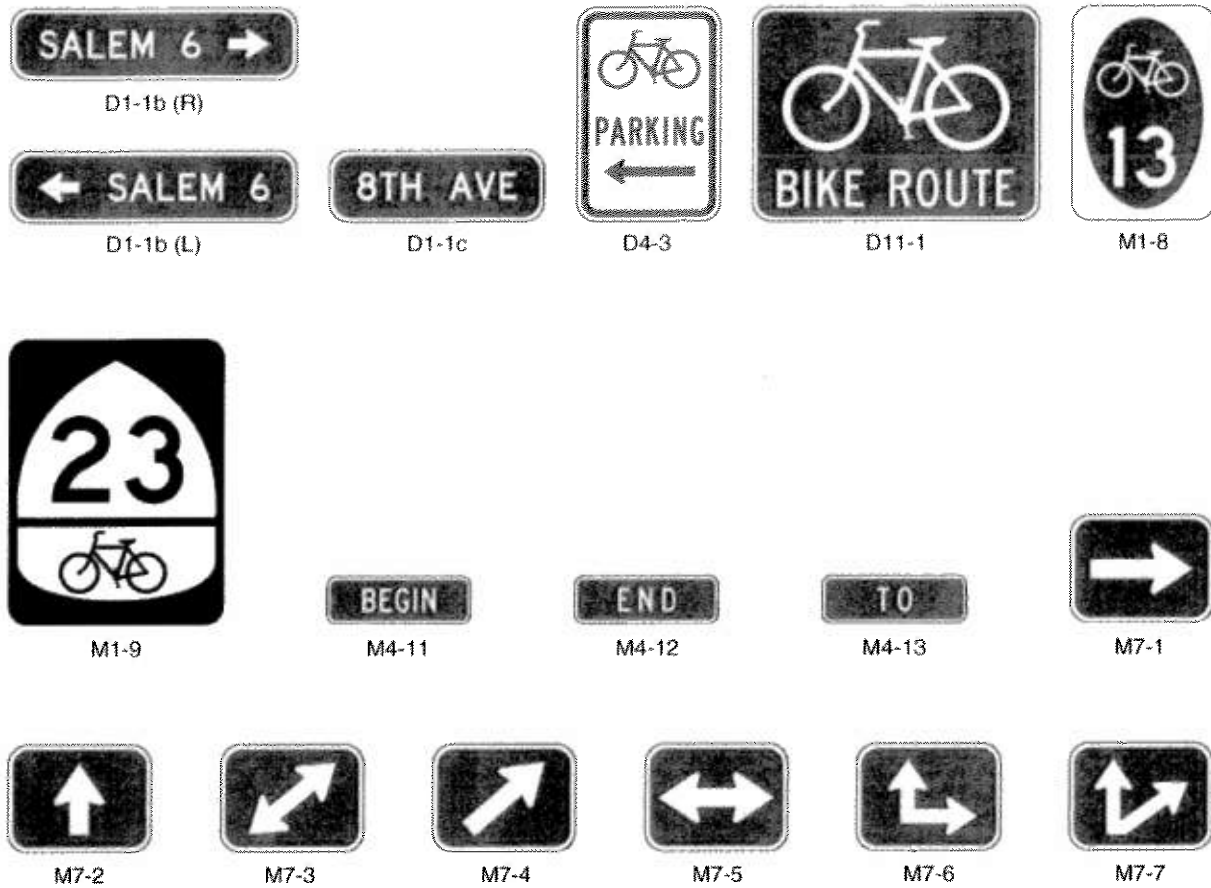 SALEM 6
D1-1b (R)
SALEM 6
D1-1b (L)
8TH AVE
D1-1c
PARKING
D4-3
BIKE ROUTE
D11-1
13
M1-8
23
M1-9
BEGIN
M4-11
END
M4-12
TO
M4-13
M7-1
M7-2
M7-3
M7-4
M7-5
M7-6
M7-7